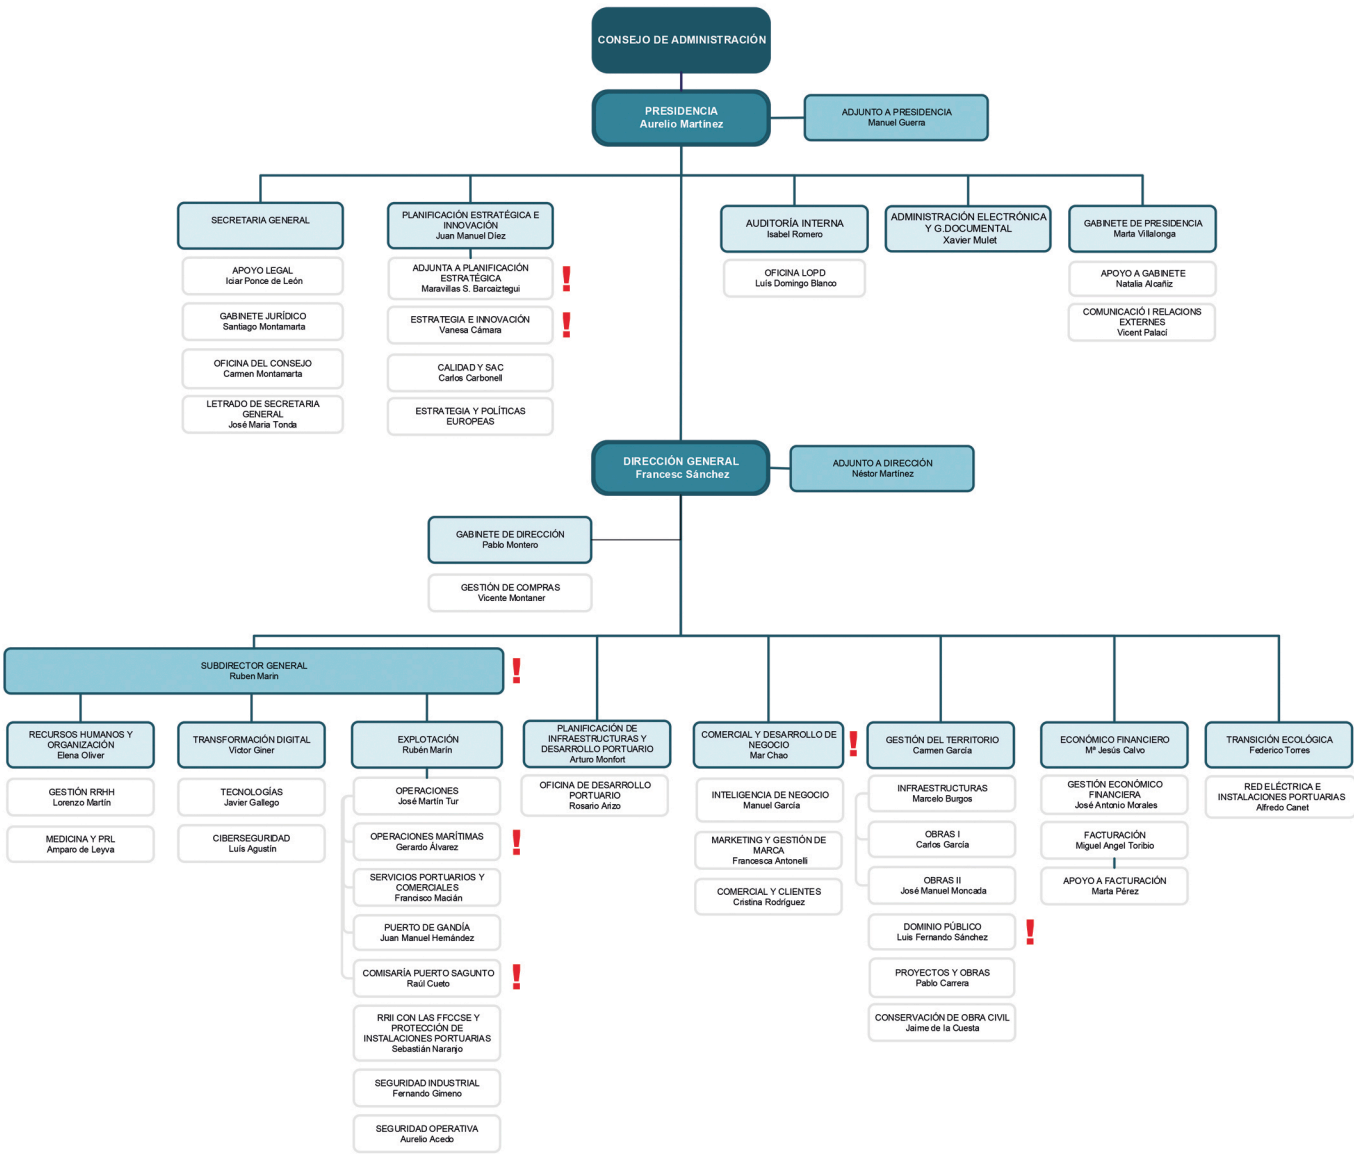 CONSEJO DE ADMINISTRACIÓN
PRESIDENCIA
Aurelio Martínez
ADJUNTO A PRESIDENCIA
Manuel Guerra
SECRETARIA GENERAL
APOYO LEGAL
Iciar Ponce de León
GABINETE JURÍDICO
Santiago Montamarta
OFICINA DEL CONSEJO
Carmen Montamarta
LETRADO DE SECRETARIA
GENERAL
José Maria Tonda
PLANIFICACIÓN ESTRATÉGICA E
INNOVACIÓN
Juan Manuel Díez
ADJUNTA A PLANIFICACIÓN
ESTRATÉGICA
Maravillas S. Barcaiztegui
!
ESTRATEGIA E INNOVACIÓN
Vanesa Cámara
!
CALIDAD Y SAC
Carlos Carbonell
ESTRATEGIA Y POLÍTICAS
EUROPEAS
AUDITORÍA INTERNA
Isabel Romero
OFICINA LOPD
Luís Domingo Blanco
ADMINISTRACIÓN ELECTRÓNICA
Y G.DOCUMENTAL
Xavier Mulet
GABINETE DE PRESIDENCIA
Marta Villalonga
APOYO A GABINETE
Natalia Alcañiz
COMUNICACIÓ I RELACIONS
EXTERNES
Vicent Palací
DIRECCIÓN GENERAL
Francesc Sánchez
ADJUNTO A DIRECCIÓN
Néstor Martínez
GABINETE DE DIRECCIÓN
Pablo Montero
GESTIÓN DE COMPRAS
Vicente Montaner
SUBDIRECTOR GENERAL
Ruben Marin
!
RECURSOS HUMANOS Y
ORGANIZACIÓN
Elena Oliver
GESTIÓN RRHH
Lorenzo Martín
MEDICINA Y PRL
Amparo de Leyva
TRANSFORMACIÓN DIGITAL
Víctor Giner
TECNOLOGÍAS
Javier Gallego
CIBERSEGURIDAD
Luís Agustín
EXPLOTACIÓN
Rubén Marín
OPERACIONES
José Martín Tur
OPERACIONES MARÍTIMAS
Gerardo Álvarez
!
SERVICIOS PORTUARIOS Y
COMERCIALES
Francisco Macián
PUERTO DE GANDÍA
Juan Manuel Hernández
COMISARÍA PUERTO SAGUNTO
Raúl Cueto
!
RRII CON LAS FFCCSE Y
PROTECCIÓN DE
INSTALACIONES PORTUARIAS
Sebastián Naranjo
SEGURIDAD INDUSTRIAL
Fernando Gimeno
SEGURIDAD OPERATIVA
Aurelio Acedo
PLANIFICACIÓN DE
INFRAESTRUCTURAS Y
DESARROLLO PORTUARIO
Arturo Monfort
OFICINA DE DESARROLLO
PORTUARIO
Rosario Arizo
COMERCIAL Y DESARROLLO DE
NEGOCIO
Mar Chao
!
INTELIGENCIA DE NEGOCIO
Manuel García
MARKETING Y GESTIÓN DE
MARCA
Francesca Antonelli
COMERCIAL Y CLIENTES
Cristina Rodríguez
GESTIÓN DEL TERRITORIO
Carmen García
INFRAESTRUCTURAS
Marcelo Burgos
OBRAS I
Carlos García
OBRAS II
José Manuel Moncada
DOMINIO PÚBLICO
Luis Fernando Sánchez
!
PROYECTOS Y OBRAS
Pablo Carrera
CONSERVACIÓN DE OBRA CIVIL
Jaime de la Cuesta
ECONÓMICO FINANCIERO
Mª Jesús Calvo
GESTIÓN ECONÓMICO
FINANCIERA
José Antonio Morales
FACTURACIÓN
Miguel Angel Toribio
APOYO A FACTURACIÓN
Marta Pérez
TRANSICIÓN ECOLÓGICA
Federico Torres
RED ELÉCTRICA E
INSTALACIONES PORTUARIAS
Alfredo Canet